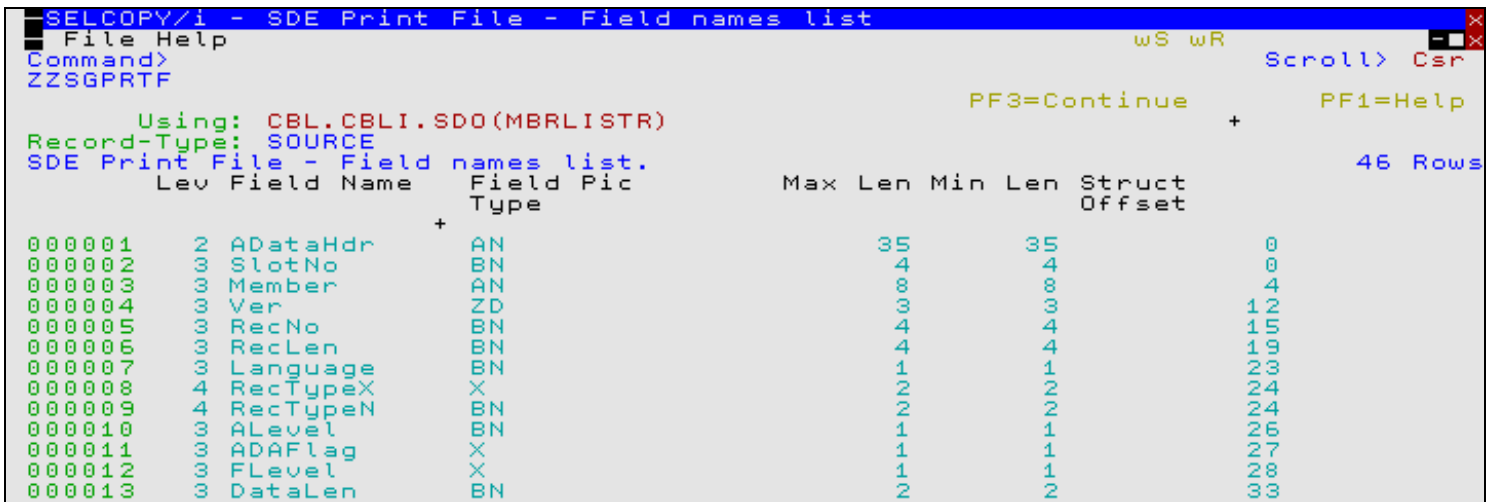 SELCOPY/i - SDE Print File - Field names list
File Help wS wR
Command> Scroll> Csr
ZZSGPRTF
PF3=Continue PF1=Help
Using: CBL.CBLI.SDO(MBRLISTR) +
Record-Type: SOURCE
SDE Print File - Field names list. 46 Rows
Lev Field Name Field Pic Max Len Min Len Struct
Type Offset
+
000001 2 ADataHdr AN 35 35 0
000002 3 SlotNo BN 4 4 0
000003 3 Member AN 8 8 4
000004 3 Ver ZD 3 3 12
000005 3 RecNo BN 4 4 15
000006 3 RecLen BN 4 4 19
000007 3 Language BN 1 1 23
000008 4 RecTypeX X 2 2 24
000009 4 RecTypeN BN 2 2 24
000010 3 ALevel BN 1 1 26
000011 3 ADAFlag X 1 1 27
000012 3 FLevel X 1 1 28
000013 3 DataLen BN 2 2 33